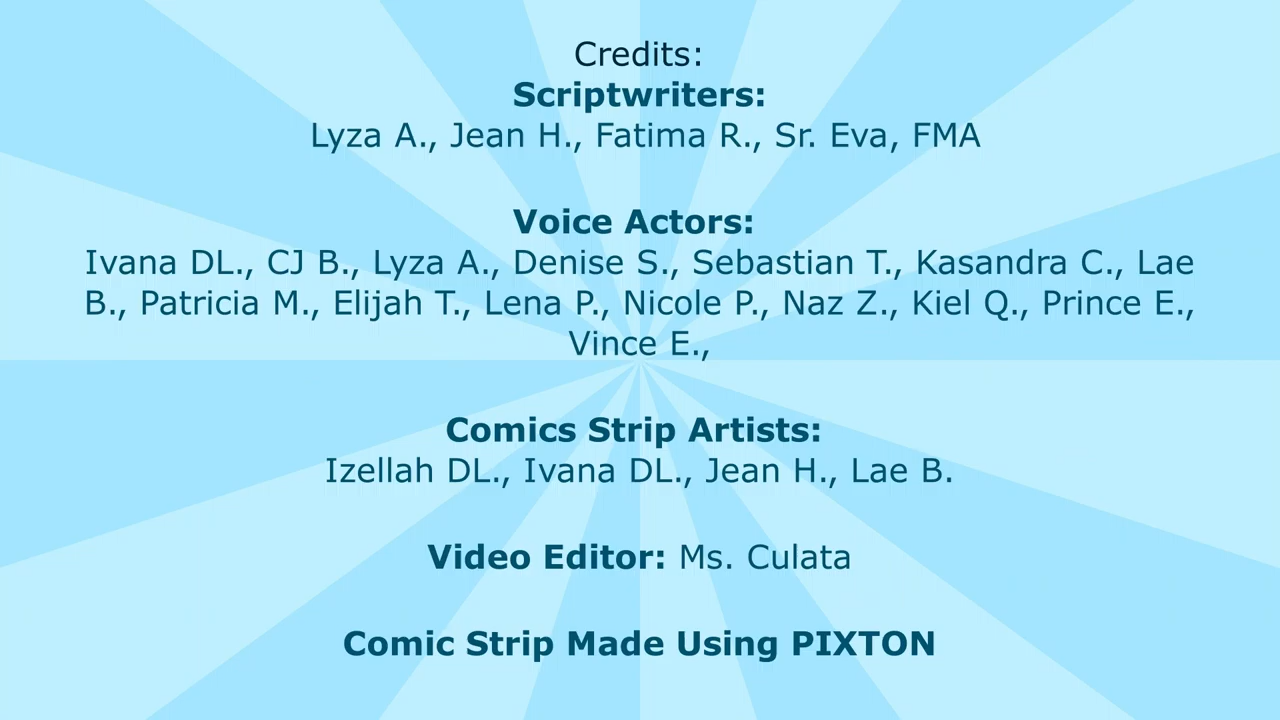 Credits:
Scriptwriters:
Lyza A., Jean H., Fatima R., Sr. Eva, FMA
Voice Actors:
Ivana DL., CJ B., Lyza A., Denise S., Sebastian T., Kasandra C., Lae
B., Patricia M., Elijah T., Lena P., Nicole P., Naz Z., Kiel Q., Prince E.,
Vince E.,
Comics Strip Artists:
Izellah DL., Ivana DL., Jean H., Lae B.
Video Editor: Ms. Culata
Comic Strip Made Using PIXTON